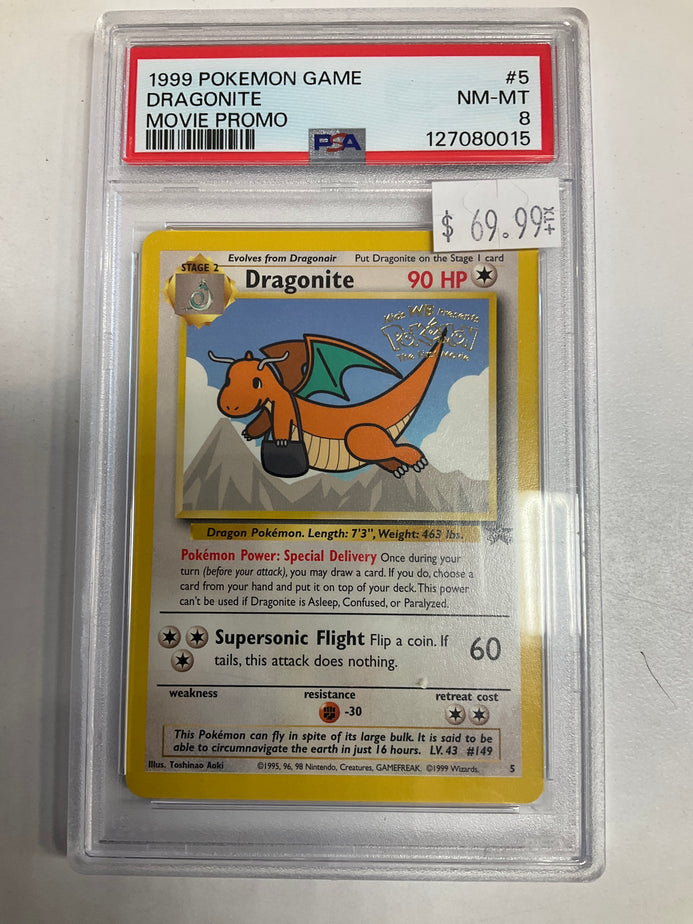 1999 POKEMON GAME #5
DRAGONITE NM-MT
MOVIE PROMO 8
PSA 127080015
$ 69.99
Evolves from Dragonair Put Dragonite on the Stage 1 card
STAGE 2
Dragonite 90 HP
Kids WB Presents
POKéMON
The First Movie
Dragon Pokémon. Length: 7'3", Weight: 463 lbs.
Pokémon Power: Special Delivery Once during your
turn (before your attack), you may draw a card. If you do, choose a
card from your hand and put it on top of your deck. This power
can't be used if Dragonite is Asleep, Confused, or Paralyzed.
Supersonic Flight Flip a coin. If
tails, this attack does nothing.
60
weakness resistance retreat cost
-30
This Pokémon can fly in spite of its large bulk. It is said to be
able to circumnavigate the earth in just 16 hours. LV. 43 #149
Illus. Toshinao Aoki ©1995, 96, 98 Nintendo, Creatures, GAMEFREAK. ©1999 Wizards. 5